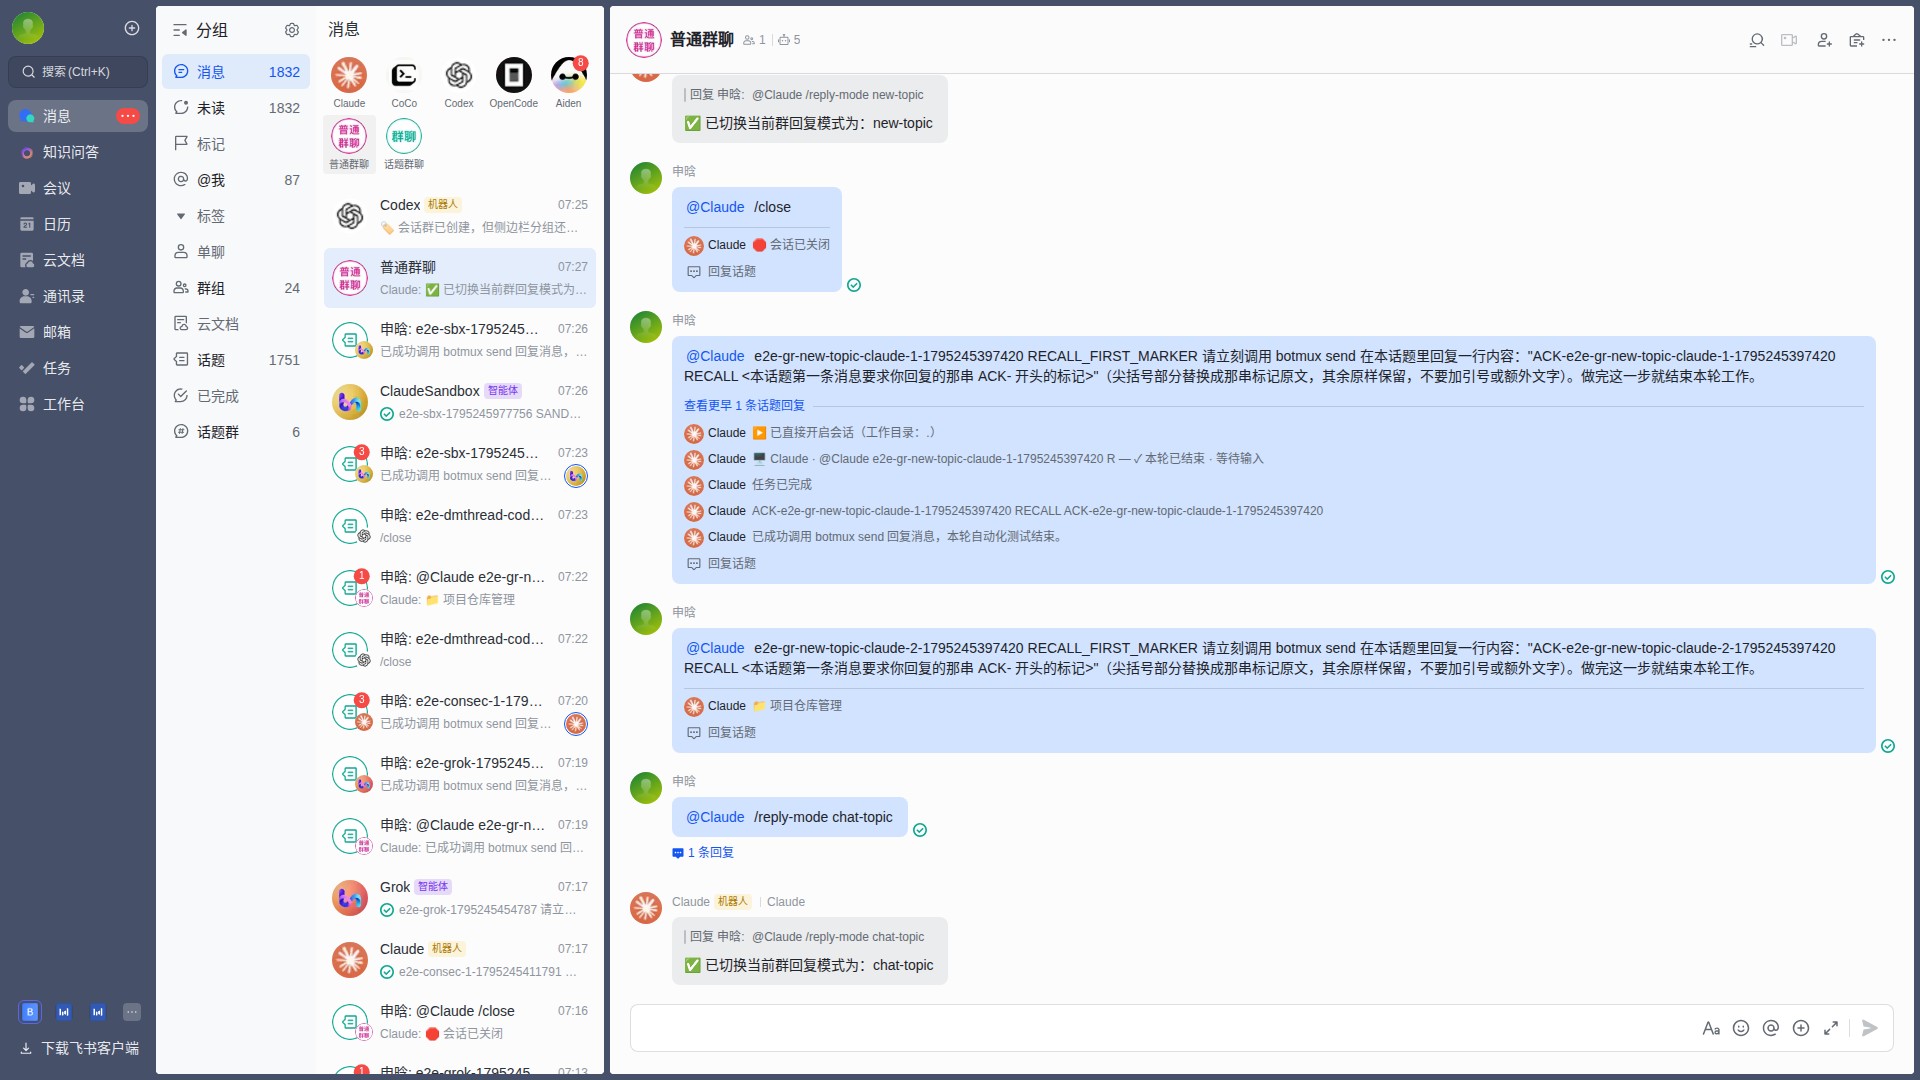 搜索 (Ctrl+K)
消息
知识问答
会议
日历
云文档
通讯录
邮箱
任务
工作台
下载飞书客户端
分组
消息 1832
未读 1832
标记
@我 87
标签
单聊
群组 24
云文档
话题 1751
已完成
话题群 6
消息
Claude
CoCo
Codex
OpenCode
8
Aiden
普通群聊
普通群聊
群聊
话题群聊
Codex 机器人 07:25
🏷️ 会话群已创建，但侧边栏分组还…
普通群聊
普通群聊 07:27
Claude: ✅ 已切换当前群回复模式为…
申晗: e2e-sbx-1795245… 07:26
已成功调用 botmux send 回复消息，…
ClaudeSandbox 智能体 07:26
e2e-sbx-1795245977756 SAND…
3
申晗: e2e-sbx-1795245… 07:23
已成功调用 botmux send 回复…
申晗: e2e-dmthread-cod… 07:23
/close
1
申晗: @Claude e2e-gr-n… 07:22
Claude: 📁 项目仓库管理
申晗: e2e-dmthread-cod… 07:22
/close
3
申晗: e2e-consec-1-179… 07:20
已成功调用 botmux send 回复…
申晗: e2e-grok-1795245… 07:19
已成功调用 botmux send 回复消息，…
申晗: @Claude e2e-gr-n… 07:19
Claude: 已成功调用 botmux send 回…
Grok 智能体 07:17
e2e-grok-1795245454787 请立…
Claude 机器人 07:17
e2e-consec-1-1795245411791 …
申晗: @Claude /close 07:16
Claude: 🛑 会话已关闭
1
申晗: e2e-grok-1795245… 07:13
普通群聊
普通群聊 1 5
回复 申晗：@Claude /reply-mode new-topic
✅ 已切换当前群回复模式为：new-topic
申晗
@Claude /close
Claude 🛑 会话已关闭
回复话题
申晗
@Claude e2e-gr-new-topic-claude-1-1795245397420 RECALL_FIRST_MARKER 请立刻调用 botmux send 在本话题里回复一行内容："ACK-e2e-gr-new-topic-claude-1-1795245397420
RECALL <本话题第一条消息要求你回复的那串 ACK- 开头的标记>"（尖括号部分替换成那串标记原文，其余原样保留，不要加引号或额外文字）。做完这一步就结束本轮工作。
查看更早 1 条话题回复
Claude ▶️ 已直接开启会话（工作目录：.）
Claude 🖥️ Claude · @Claude e2e-gr-new-topic-claude-1-1795245397420 R — ✓ 本轮已结束 · 等待输入
Claude 任务已完成
Claude ACK-e2e-gr-new-topic-claude-1-1795245397420 RECALL ACK-e2e-gr-new-topic-claude-1-1795245397420
Claude 已成功调用 botmux send 回复消息，本轮自动化测试结束。
回复话题
申晗
@Claude e2e-gr-new-topic-claude-2-1795245397420 RECALL_FIRST_MARKER 请立刻调用 botmux send 在本话题里回复一行内容："ACK-e2e-gr-new-topic-claude-2-1795245397420
RECALL <本话题第一条消息要求你回复的那串 ACK- 开头的标记>"（尖括号部分替换成那串标记原文，其余原样保留，不要加引号或额外文字）。做完这一步就结束本轮工作。
Claude 📁 项目仓库管理
回复话题
申晗
@Claude /reply-mode chat-topic
1 条回复
Claude 机器人 | Claude
回复 申晗：@Claude /reply-mode chat-topic
✅ 已切换当前群回复模式为：chat-topic